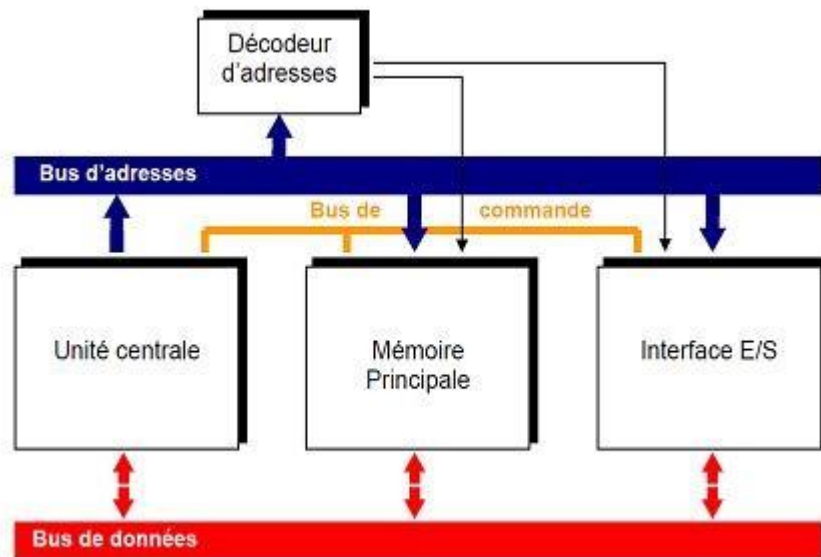 Décodeur
d'adresses
Bus d'adresses
Bus de commande
Unité centrale
Mémoire
Principale
Interface E/S
Bus de données